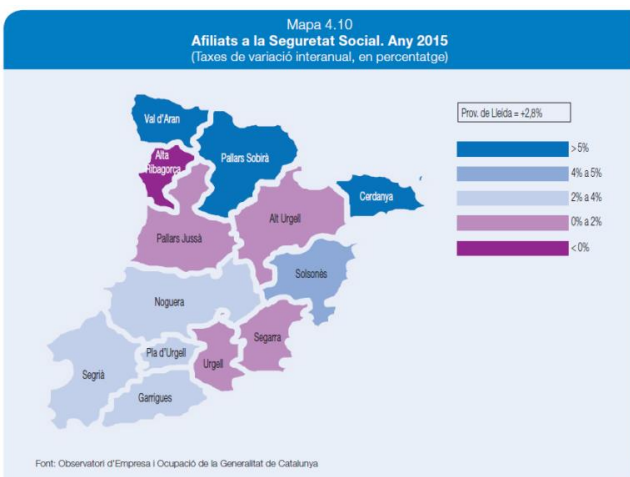 Mapa 4.10
Afiliats a la Seguretat Social. Any 2015
(Taxes de variació interanual, en percentatge)
Prov. de Lleida = +2,8%
> 5%
4% a 5%
2% a 4%
0% a 2%
< 0%
Val d'Aran
Alta
Ribagorça
Pallars Sobirà
Cerdanya
Alt Urgell
Pallars Jussà
Solsonès
Noguera
Segarra
Pla d'Urgell
Urgell
Segrià
Garrigues
Font: Observatori d'Empresa i Ocupació de la Generalitat de Catalunya